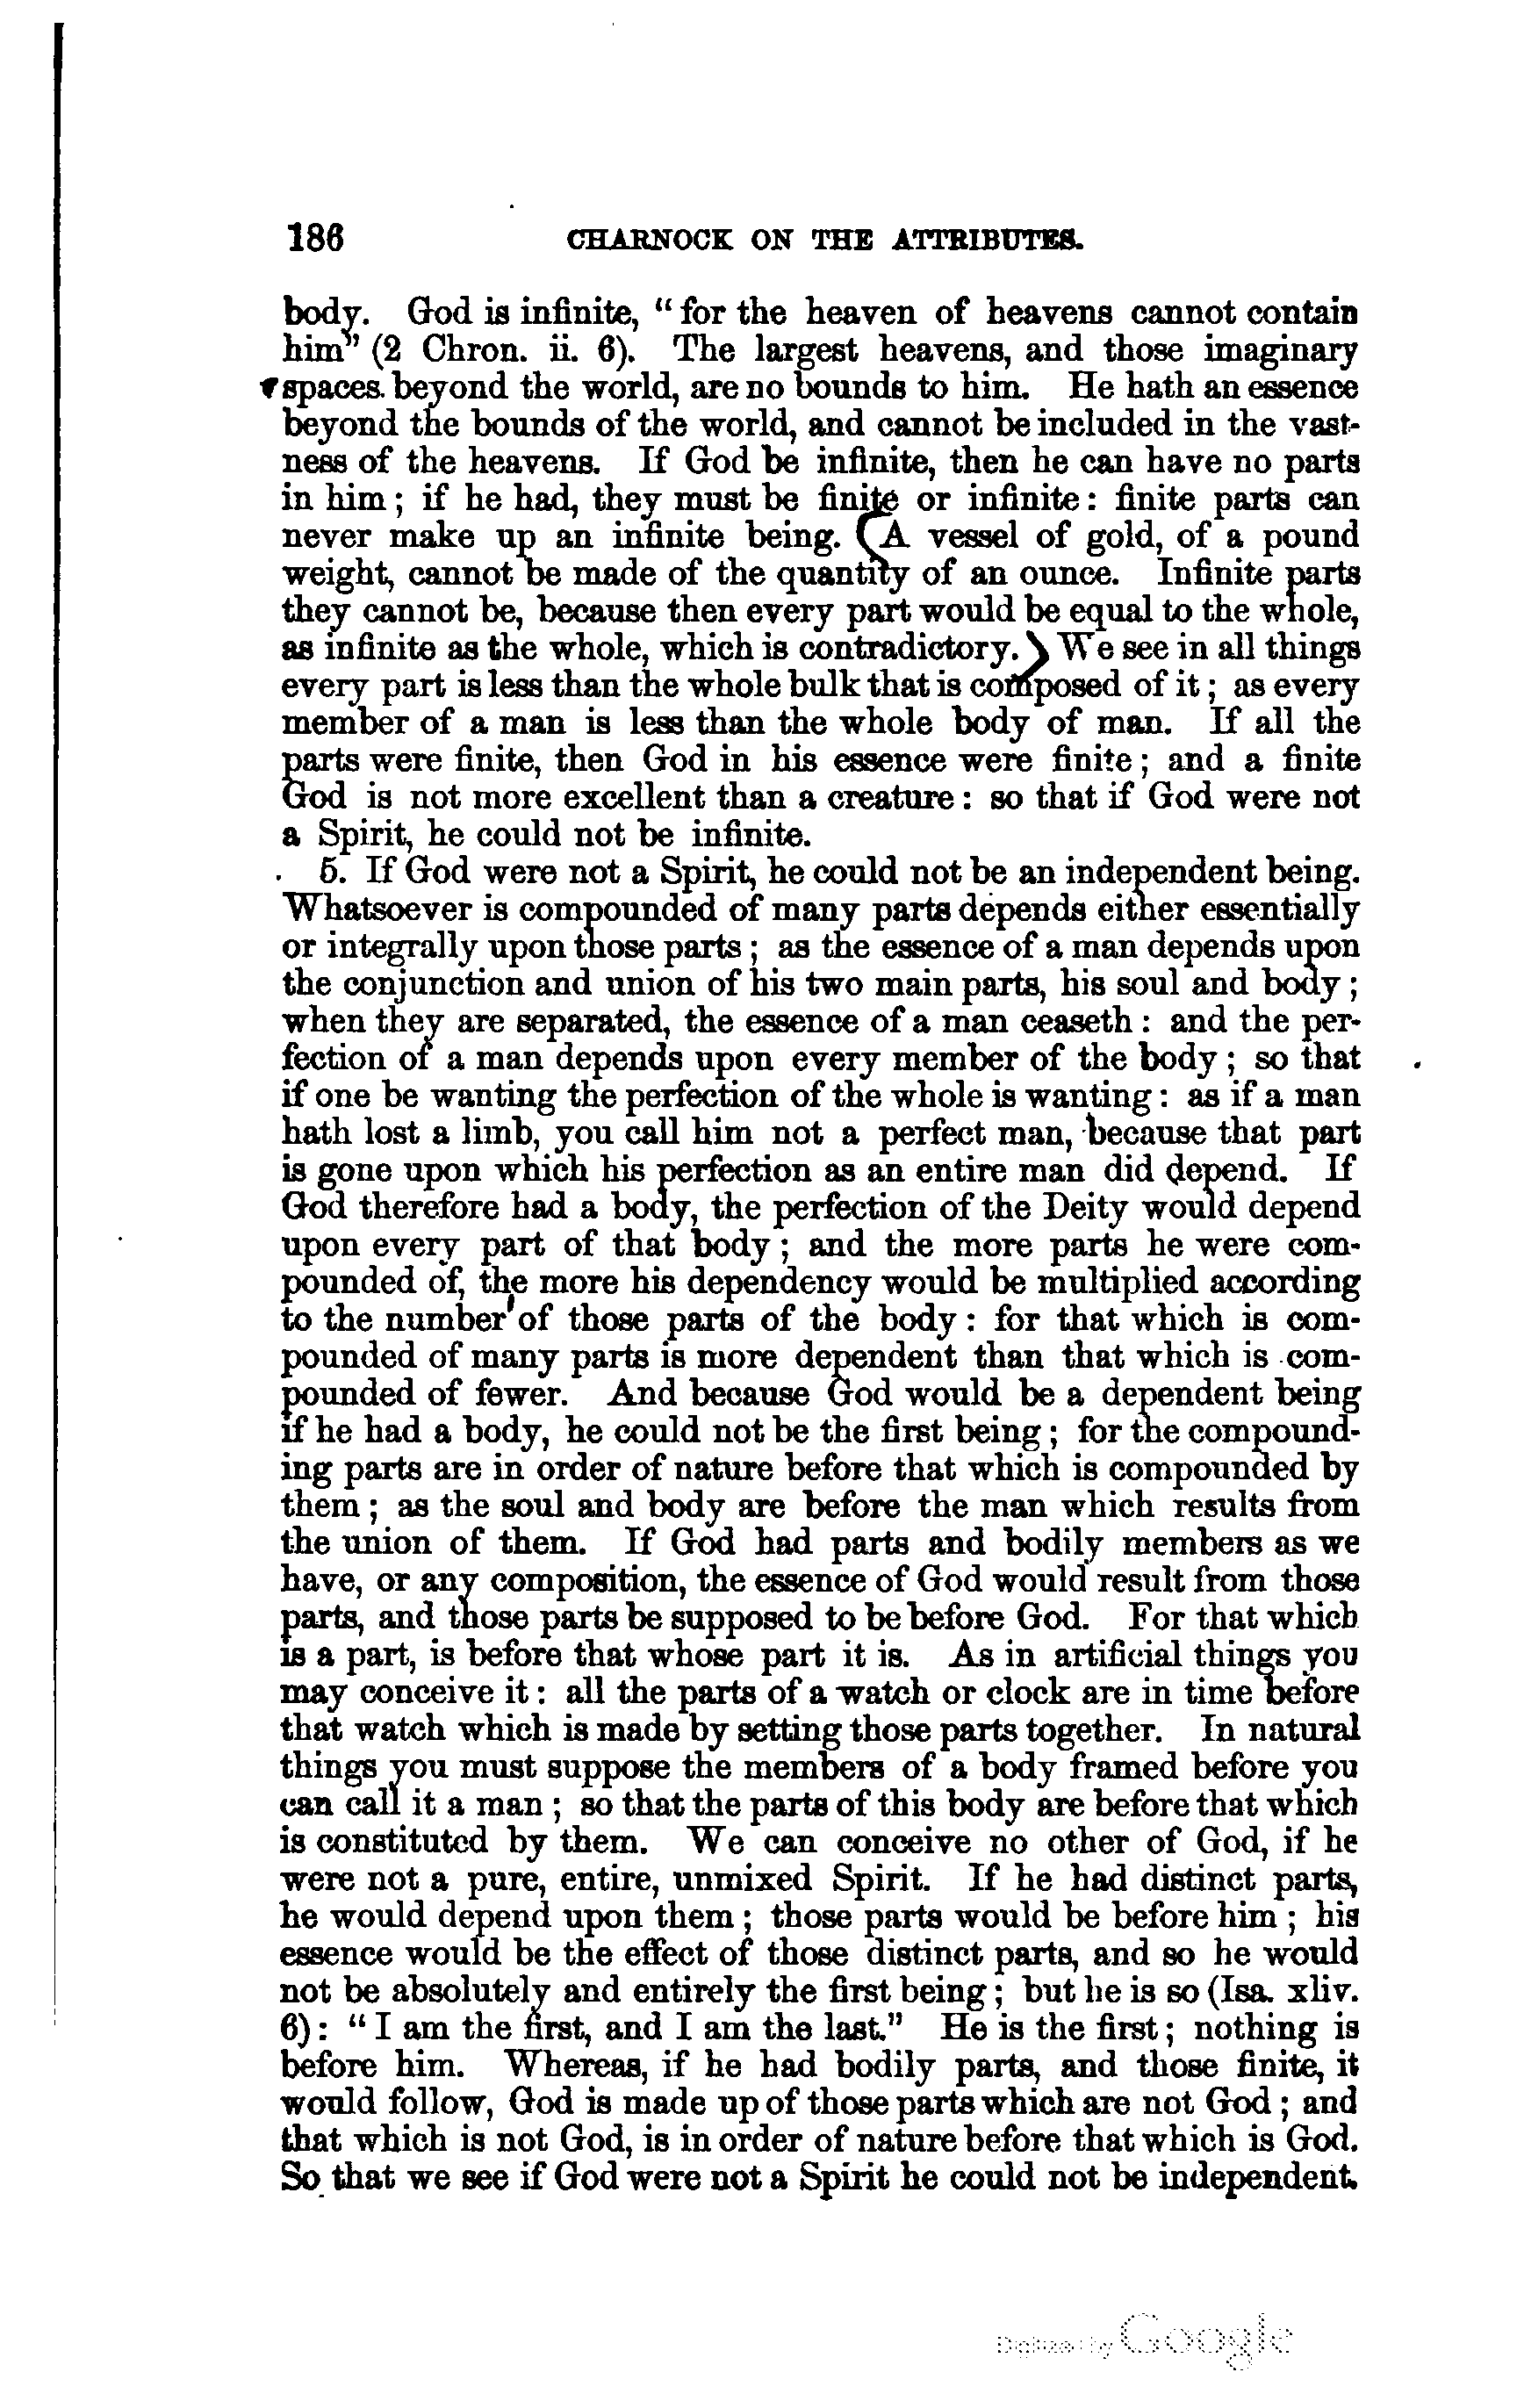 186 CHARNOCK ON THE ATTRIBUTES.
body. God is infinite, “for the heaven of heavens cannot contain
him” (2 Chron. ii. 6). The largest heavens, and those imaginary
spaces beyond the world, are no bounds to him. He hath an essence
beyond the bounds of the world, and cannot be included in the vast-
ness of the heavens. If God be infinite, then he can have no parts
in him; if he had, they must be finite or infinite: finite parts can
never make up an infinite being. (A vessel of gold, of a pound
weight, cannot be made of the quantity of an ounce. Infinite parts
they cannot be, because then every part would be equal to the whole,
as infinite as the whole, which is contradictory.) We see in all things
every part is less than the whole bulk that is composed of it; as every
member of a man is less than the whole body of man. If all the
parts were finite, then God in his essence were finite; and a finite
God is not more excellent than a creature: so that if God were not
a Spirit, he could not be infinite.
5. If God were not a Spirit, he could not be an independent being.
Whatsoever is compounded of many parts depends either essentially
or integrally upon those parts; as the essence of a man depends upon
the conjunction and union of his two main parts, his soul and body;
when they are separated, the essence of a man ceaseth: and the per-
fection of a man depends upon every member of the body; so that
if one be wanting the perfection of the whole is wanting: as if a man
hath lost a limb, you call him not a perfect man, because that part
is gone upon which his perfection as an entire man did depend. If
God therefore had a body, the perfection of the Deity would depend
upon every part of that body; and the more parts he were com-
pounded of, the more his dependency would be multiplied according
to the number of those parts of the body: for that which is com-
pounded of many parts is more dependent than that which is com-
pounded of fewer. And because God would be a dependent being
if he had a body, he could not be the first being; for the compound-
ing parts are in order of nature before that which is compounded by
them; as the soul and body are before the man which results from
the union of them. If God had parts and bodily members as we
have, or any composition, the essence of God would result from those
parts, and those parts be supposed to be before God. For that which
is a part, is before that whose part it is. As in artificial things you
may conceive it: all the parts of a watch or clock are in time before
that watch which is made by setting those parts together. In natural
things you must suppose the members of a body framed before you
can call it a man; so that the parts of this body are before that which
is constituted by them. We can conceive no other of God, if he
were not a pure, entire, unmixed Spirit. If he had distinct parts,
he would depend upon them; those parts would be before him; his
essence would be the effect of those distinct parts, and so he would
not be absolutely and entirely the first being; but he is so (Isa. xliv.
6): “I am the first, and I am the last.” He is the first; nothing is
before him. Whereas, if he had bodily parts, and those finite, it
would follow, God is made up of those parts which are not God; and
that which is not God, is in order of nature before that which is God.
So that we see if God were not a Spirit he could not be independent.
Digitized by Google